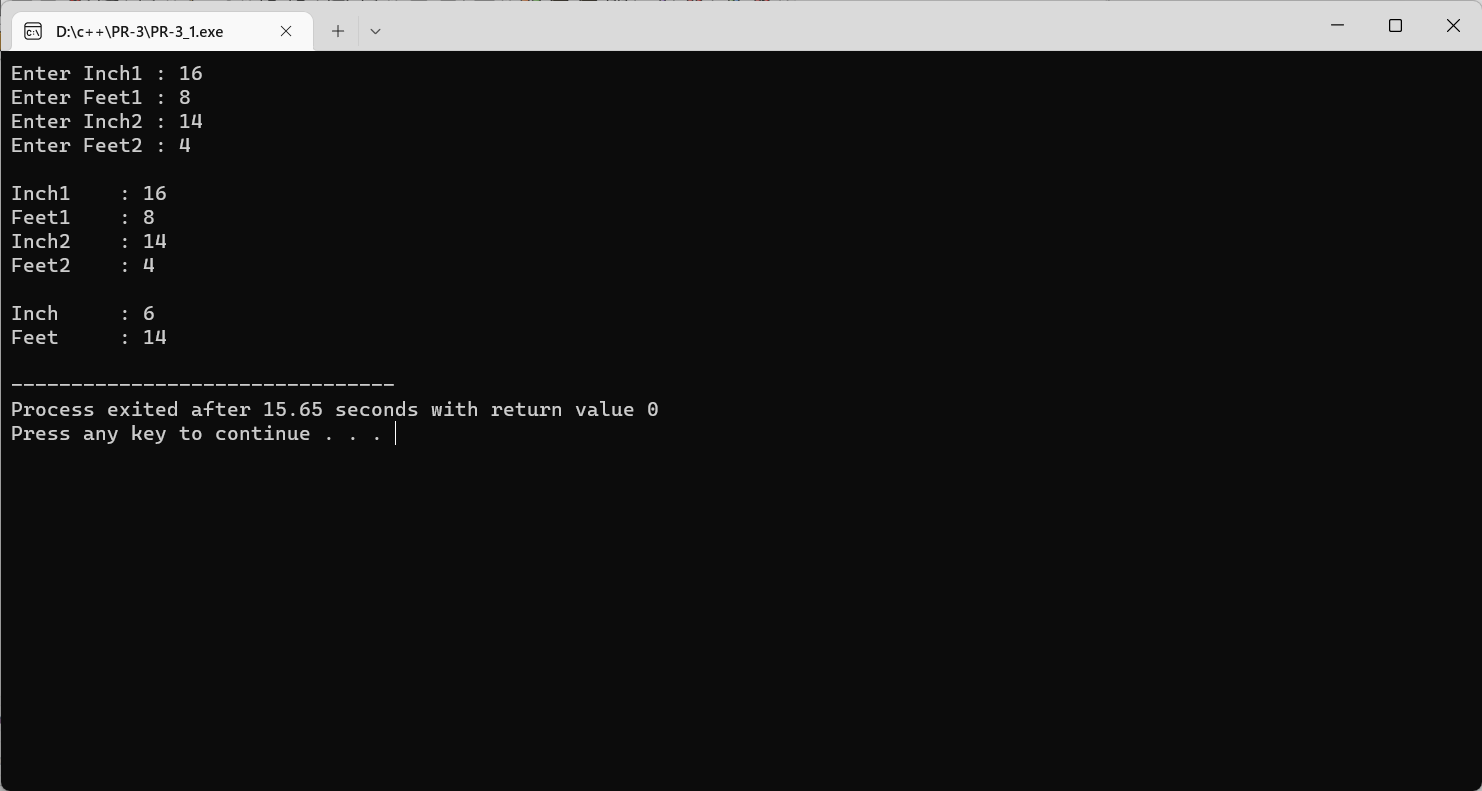 D:\c++\PR-3\PR-3_1.exe
Enter Inch1 : 16
Enter Feet1 : 8
Enter Inch2 : 14
Enter Feet2 : 4
Inch1    : 16
Feet1    : 8
Inch2    : 14
Feet2    : 4
Inch     : 6
Feet     : 14
--------------------------------
Process exited after 15.65 seconds with return value 0
Press any key to continue . . .